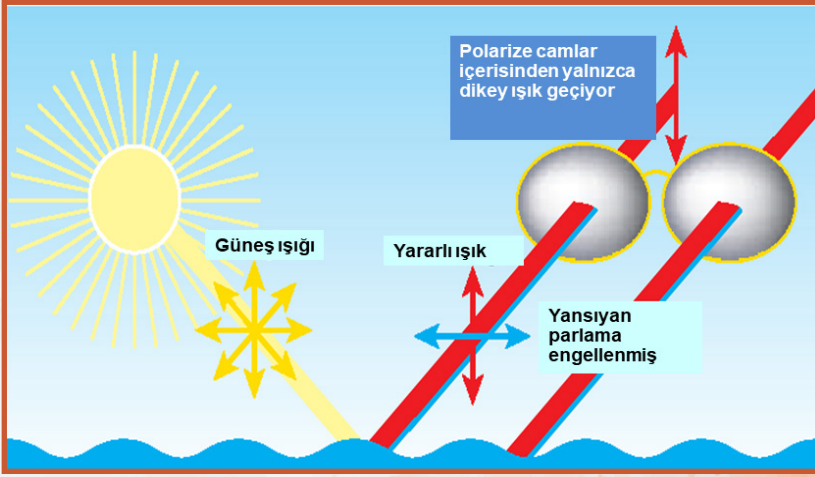 Polarize camlar
içerisinden yalnızca
dikey ışık geçiyor
Güneş ışığı
Yararlı ışık
Yansıyan
parlama
engellenmiş